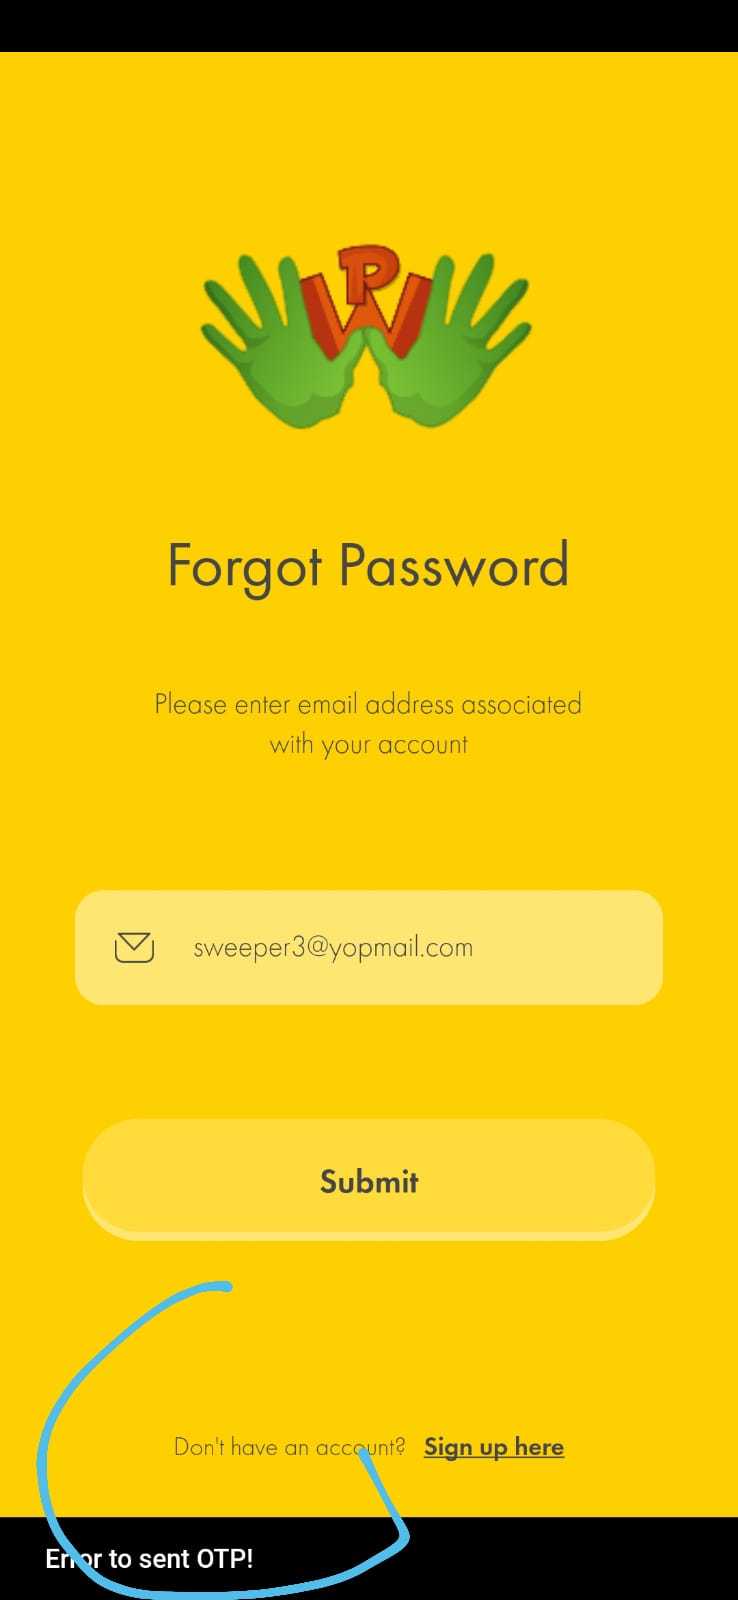 PW
Forgot Password
Please enter email address associated
with your account
sweeper3@yopmail.com
Submit
Don't have an account? Sign up here
Error to sent OTP!